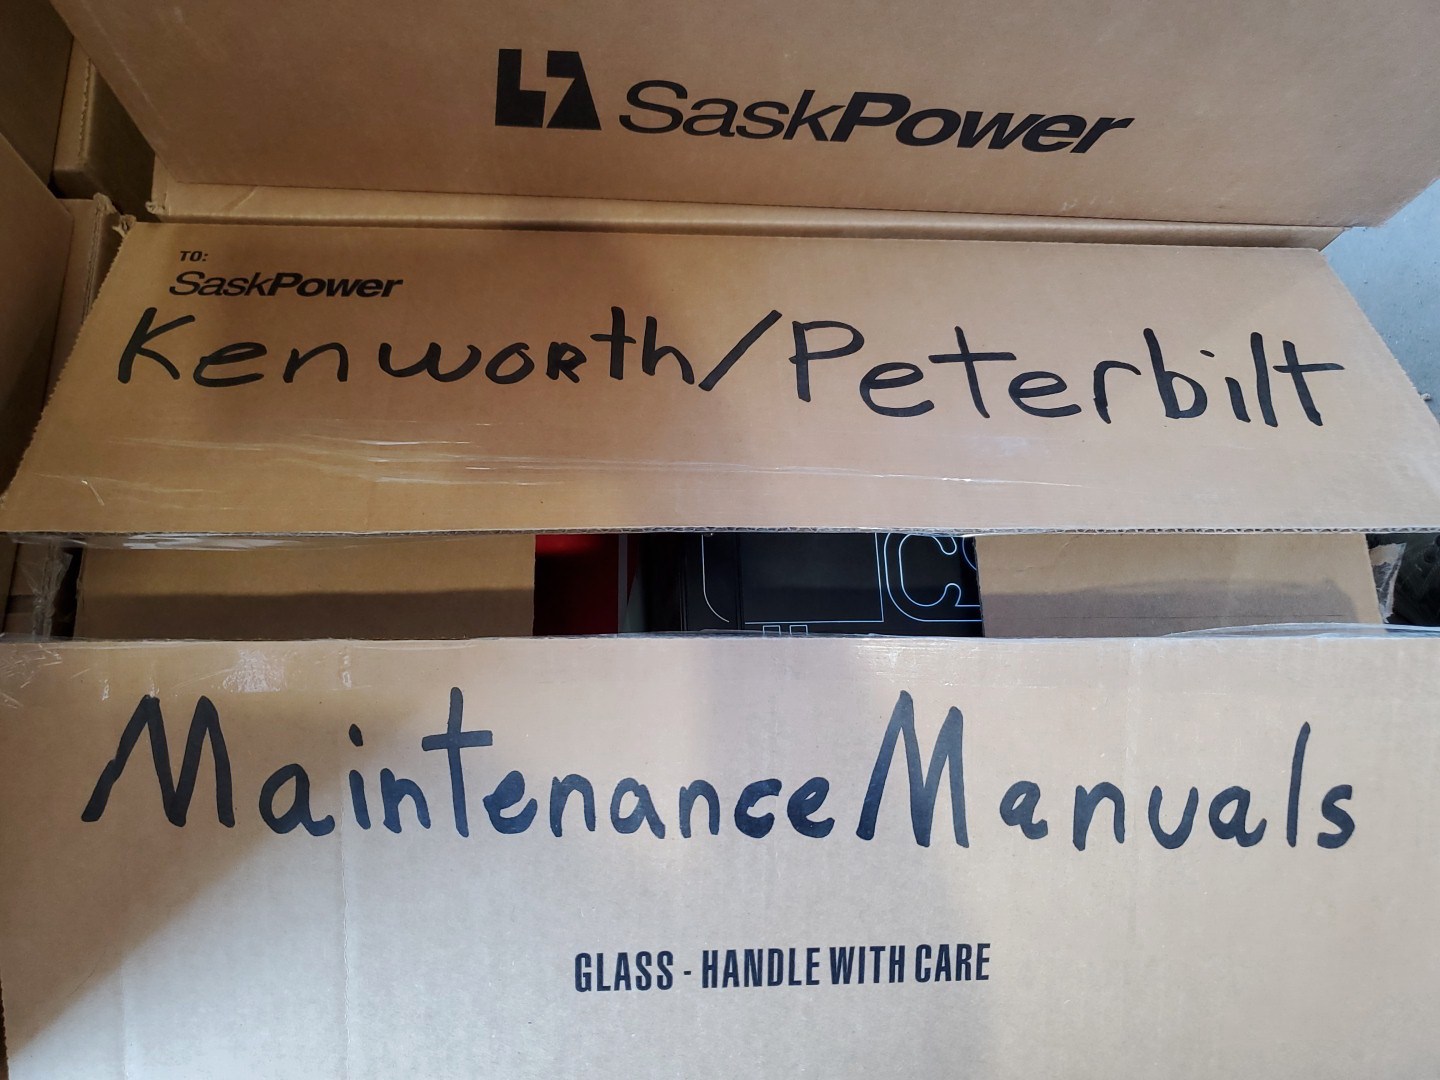 SaskPower
TO:
SaskPower
Kenworth/Peterbilt
Maintenance Manuals
GLASS - HANDLE WITH CARE